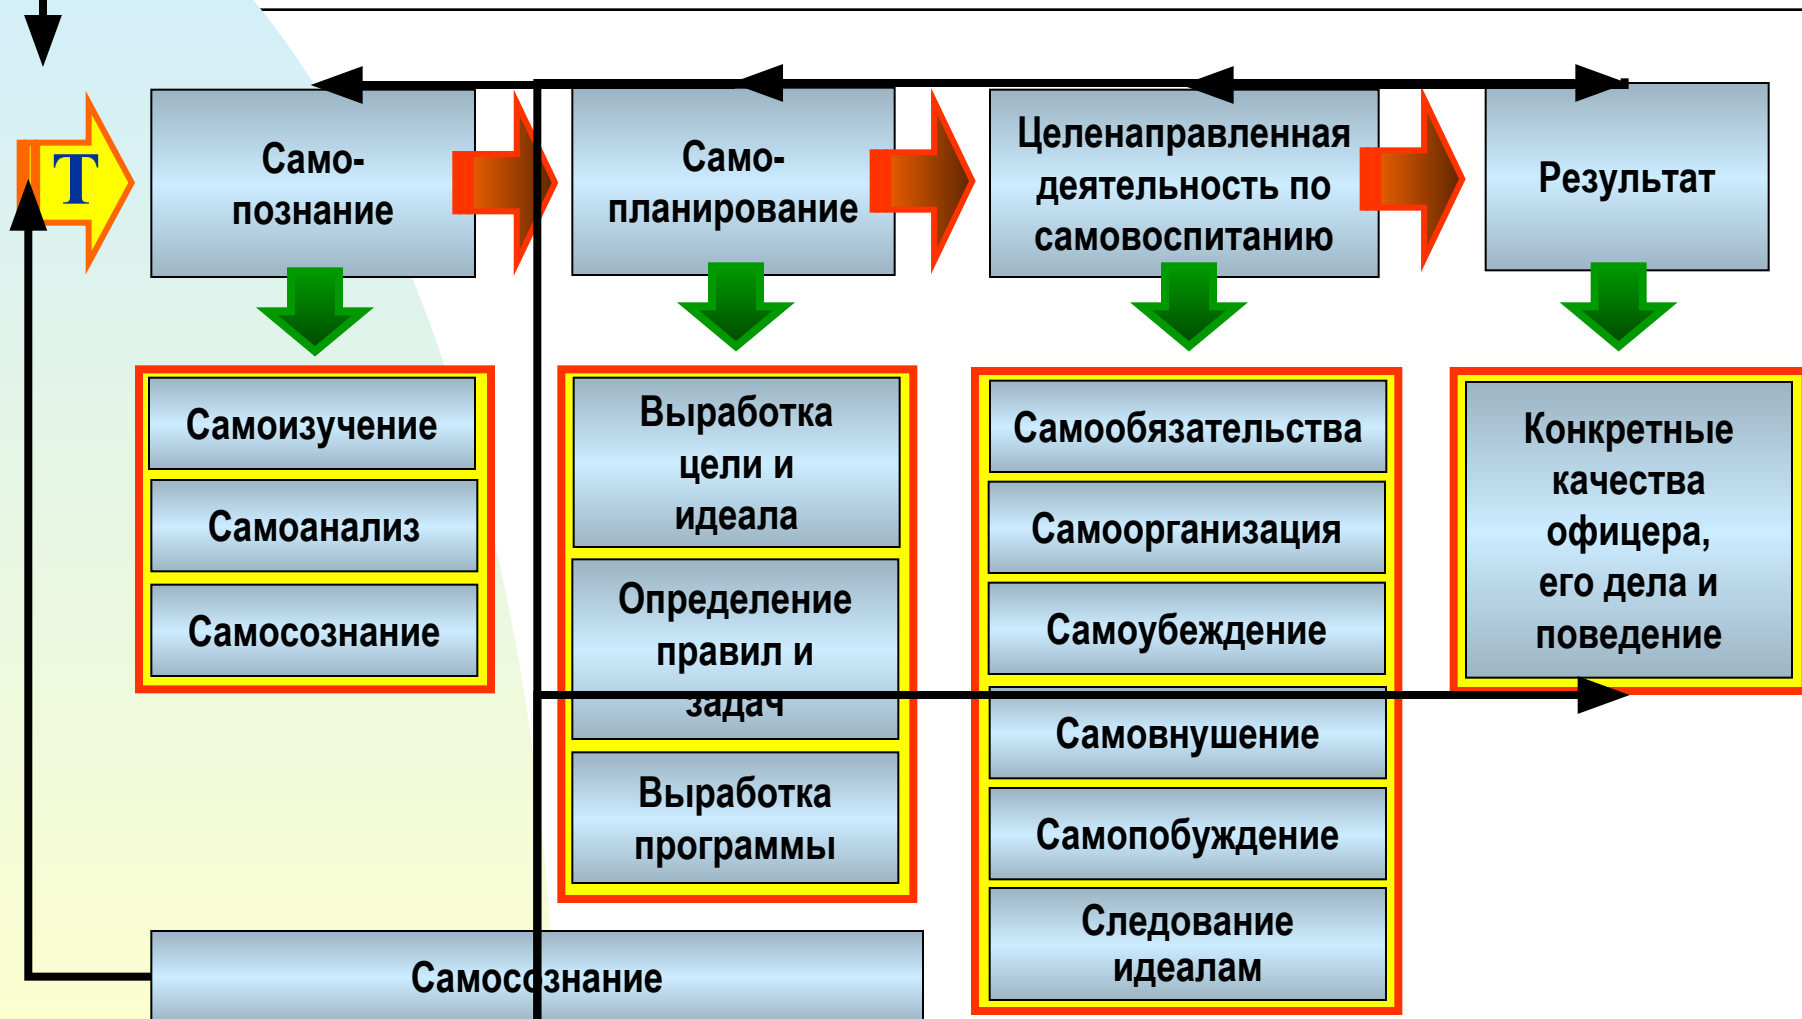 Т
Само-
познание
Само-
планирование
Целенаправленная
деятельность по
самовоспитанию
Результат
Самоизучение
Самоанализ
Самосознание
Выработка
цели и
идеала
Определение
правил и
задач
Выработка
программы
Самообязательства
Самоорганизация
Самоубеждение
Самовнушение
Самопобуждение
Следование
идеалам
Конкретные
качества
офицера,
его дела и
поведение
Самосознание